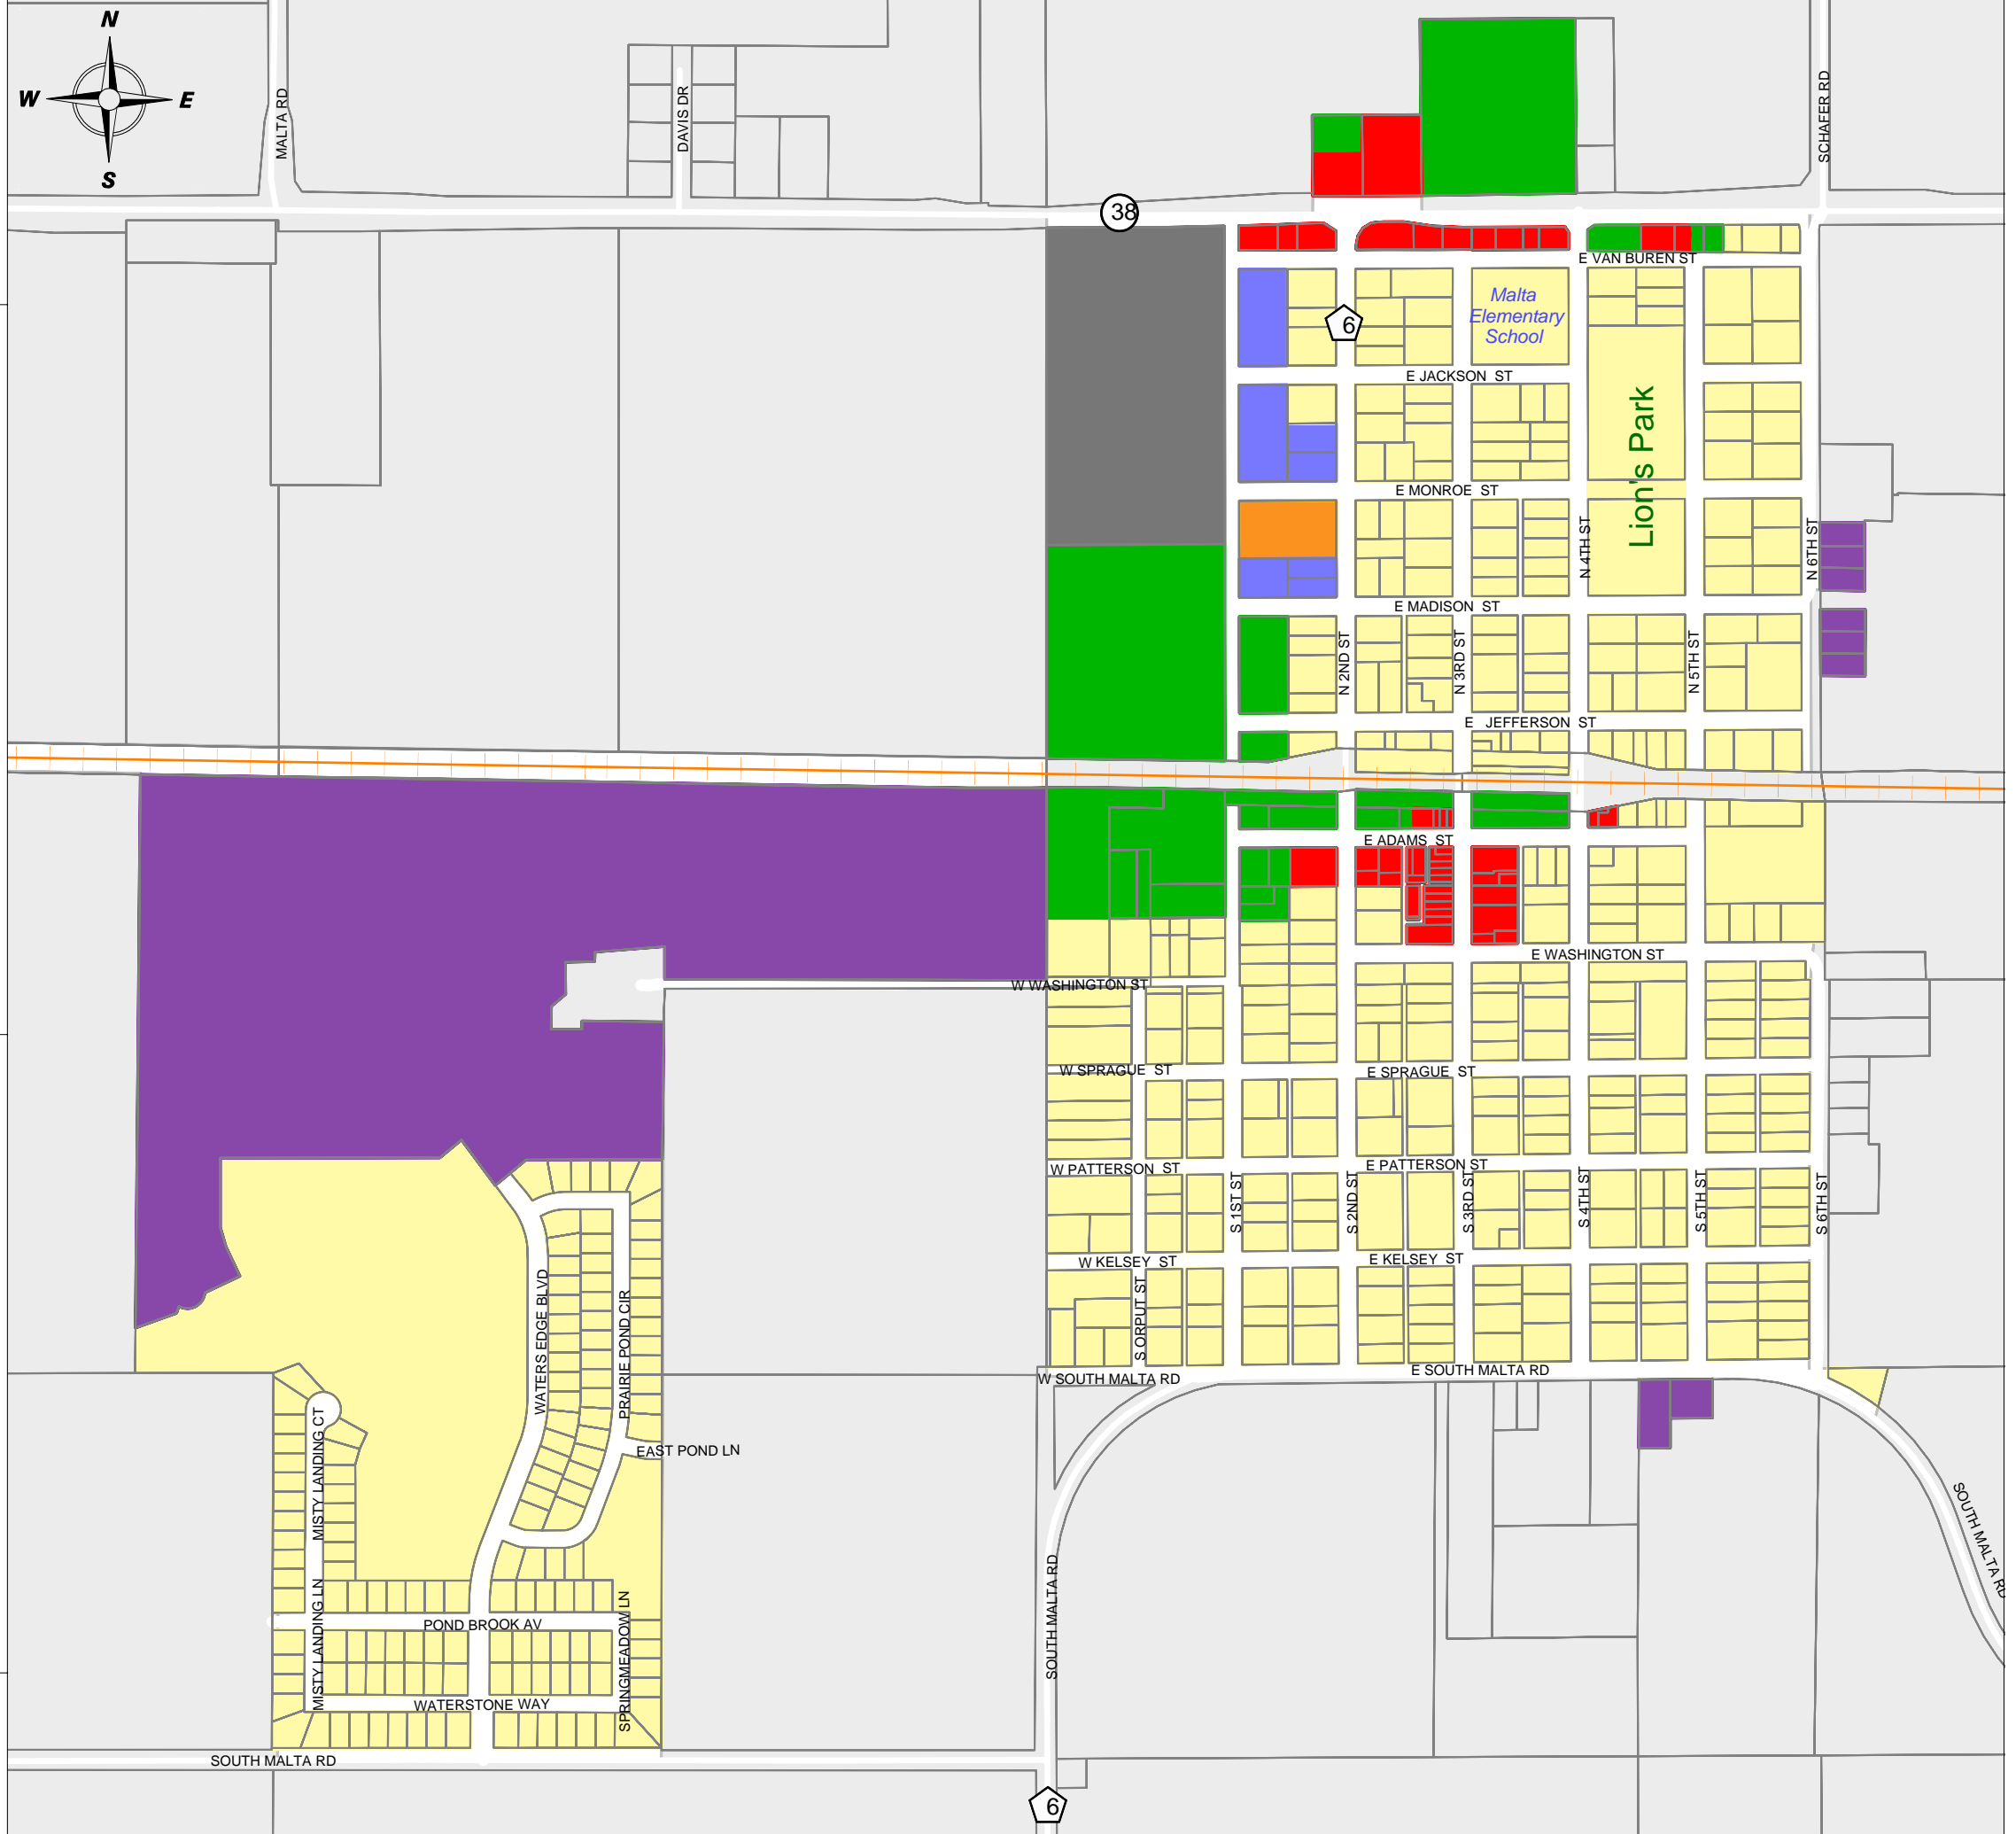 N
W E
S
MALTA RD
DAVIS DR
SCHAFER RD
38
E VAN BUREN ST
Malta
Elementary
School
6
E JACKSON ST
Lion's Park
E MONROE ST
N 4TH ST
N 6TH ST
E MADISON ST
N 2ND ST
N 3RD ST
N 5TH ST
E JEFFERSON ST
E ADAMS ST
E WASHINGTON ST
W WASHINGTON ST
W SPRAGUE ST
E SPRAGUE ST
W PATTERSON ST
E PATTERSON ST
S 1ST ST
S 2ND ST
S 3RD ST
S 4TH ST
S 5TH ST
S 6TH ST
W KELSEY ST
E KELSEY ST
S ORPUT ST
WATERS EDGE BLVD
PRAIRIE POND CIR
W SOUTH MALTA RD
E SOUTH MALTA RD
MISTY LANDING CT
EAST POND LN
SOUTH MALTA RD
SOUTH MALTA RD
MISTY LANDING LN
POND BROOK AV
SPRINGMEADOW LN
WATERSTONE WAY
SOUTH MALTA RD
6